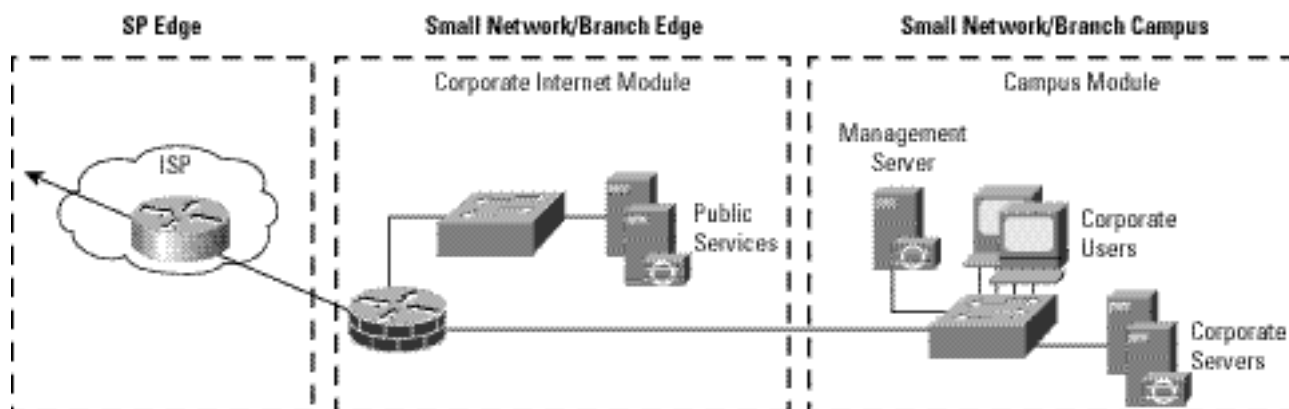 SP Edge
Small Network/Branch Edge
Small Network/Branch Campus
Corporate Internet Module
Campus Module
ISP
Public
Services
Management
Server
Corporate
Users
Corporate
Servers